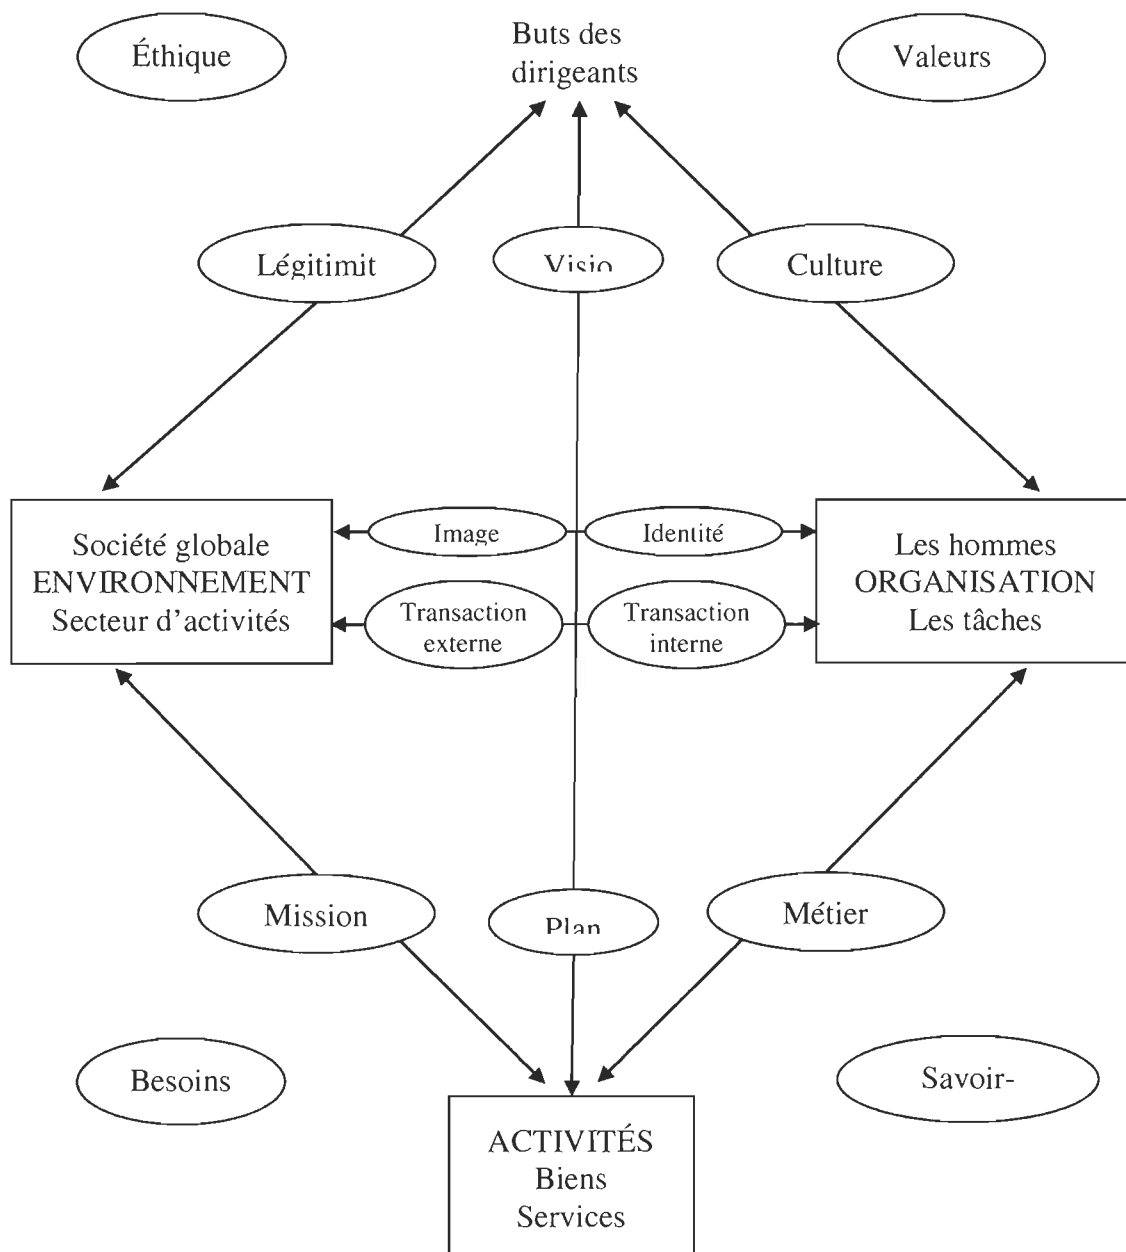 Éthique
Buts des
dirigeants
Valeurs
Légitimit
Visio
Culture
Société globale
ENVIRONNEMENT
Secteur d'activités
Image
Identité
Transaction
externe
Transaction
interne
Les hommes
ORGANISATION
Les tâches
Mission
Plan
Métier
Besoins
Savoir-
ACTIVITÉS
Biens
Services